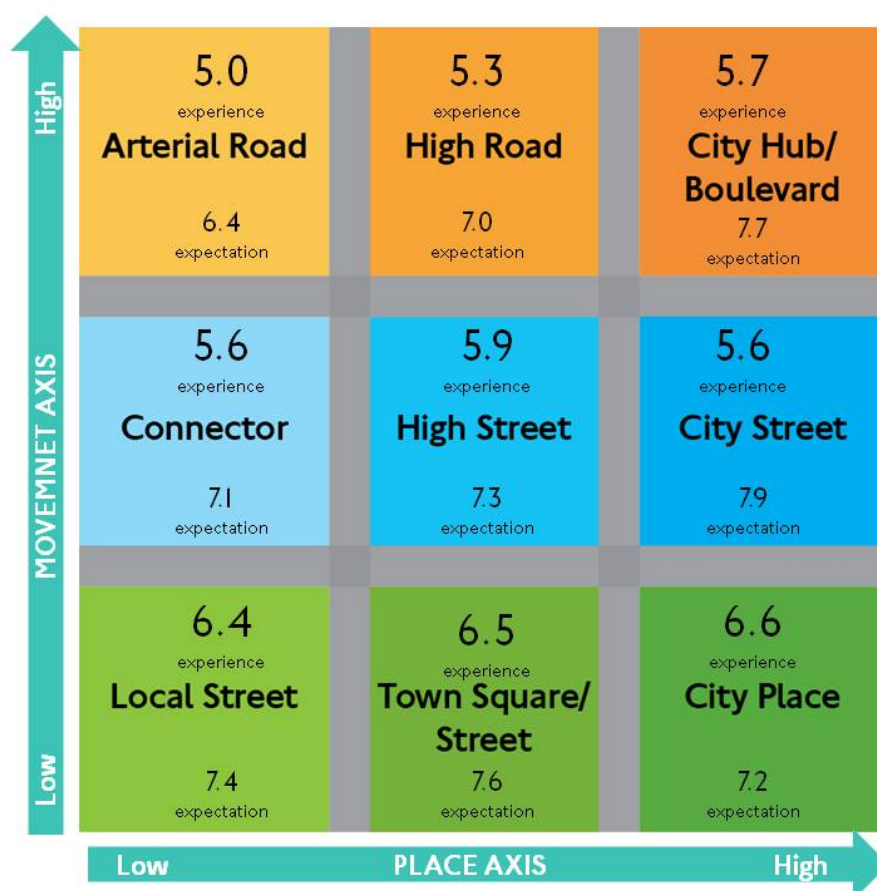 High
MOVEMNET AXIS
Low
5.0
experience
Arterial Road
6.4
expectation
5.3
experience
High Road
7.0
expectation
5.7
experience
City Hub/
Boulevard
7.7
expectation
5.6
experience
Connector
7.1
expectation
5.9
experience
High Street
7.3
expectation
5.6
experience
City Street
7.9
expectation
6.4
experience
Local Street
7.4
expectation
6.5
experience
Town Square/
Street
7.6
expectation
6.6
experience
City Place
7.2
expectation
Low
PLACE AXIS
High